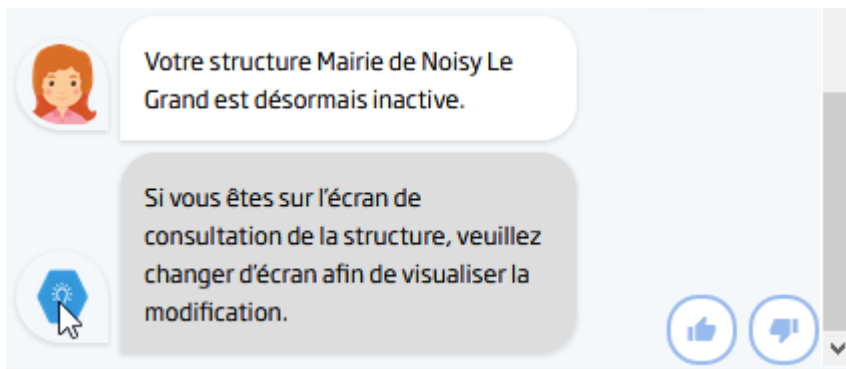 Votre structure Mairie de Noisy Le
Grand est désormais inactive.
Si vous êtes sur l'écran de
consultation de la structure, veuillez
changer d'écran afin de visualiser la
modification.